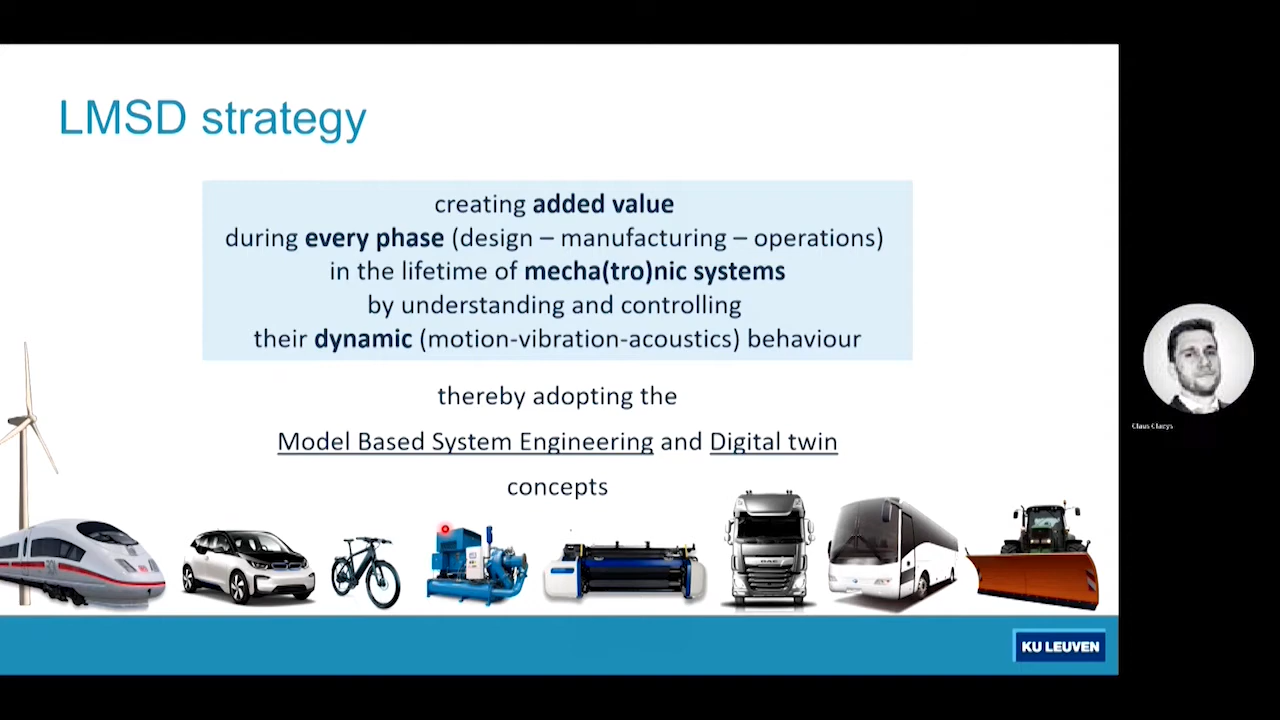 LMSD strategy
creating added value
during every phase (design – manufacturing – operations)
in the lifetime of mecha(tro)nic systems
by understanding and controlling
their dynamic (motion-vibration-acoustics) behaviour
thereby adopting the
Model Based System Engineering and Digital twin
concepts
Claus Claeys
KU LEUVEN